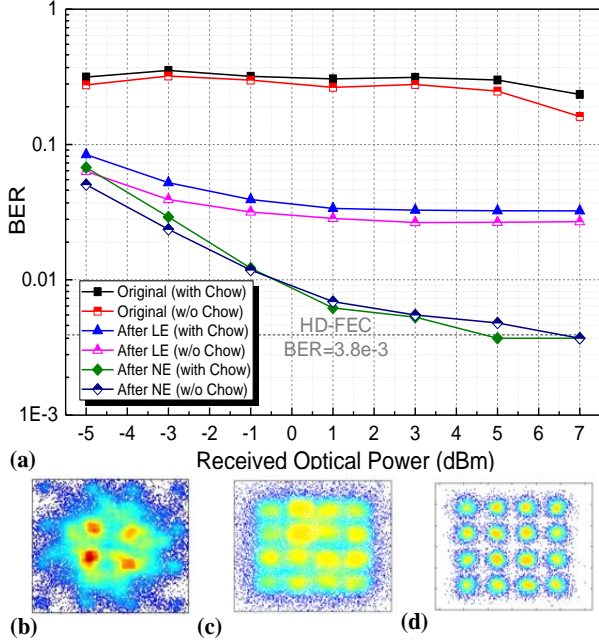 1
0.1
0.01
1E-3
BER
Original (with Chow)
Original (w/o Chow)
After LE (with Chow)
After LE (w/o Chow)
After NE (with Chow)
After NE (w/o Chow)
HD-FEC
BER=3.8e-3
-5 -4 -3 -2 -1 0 1 2 3 4 5 6 7
(a) Received Optical Power (dBm)
(b) (c) (d)